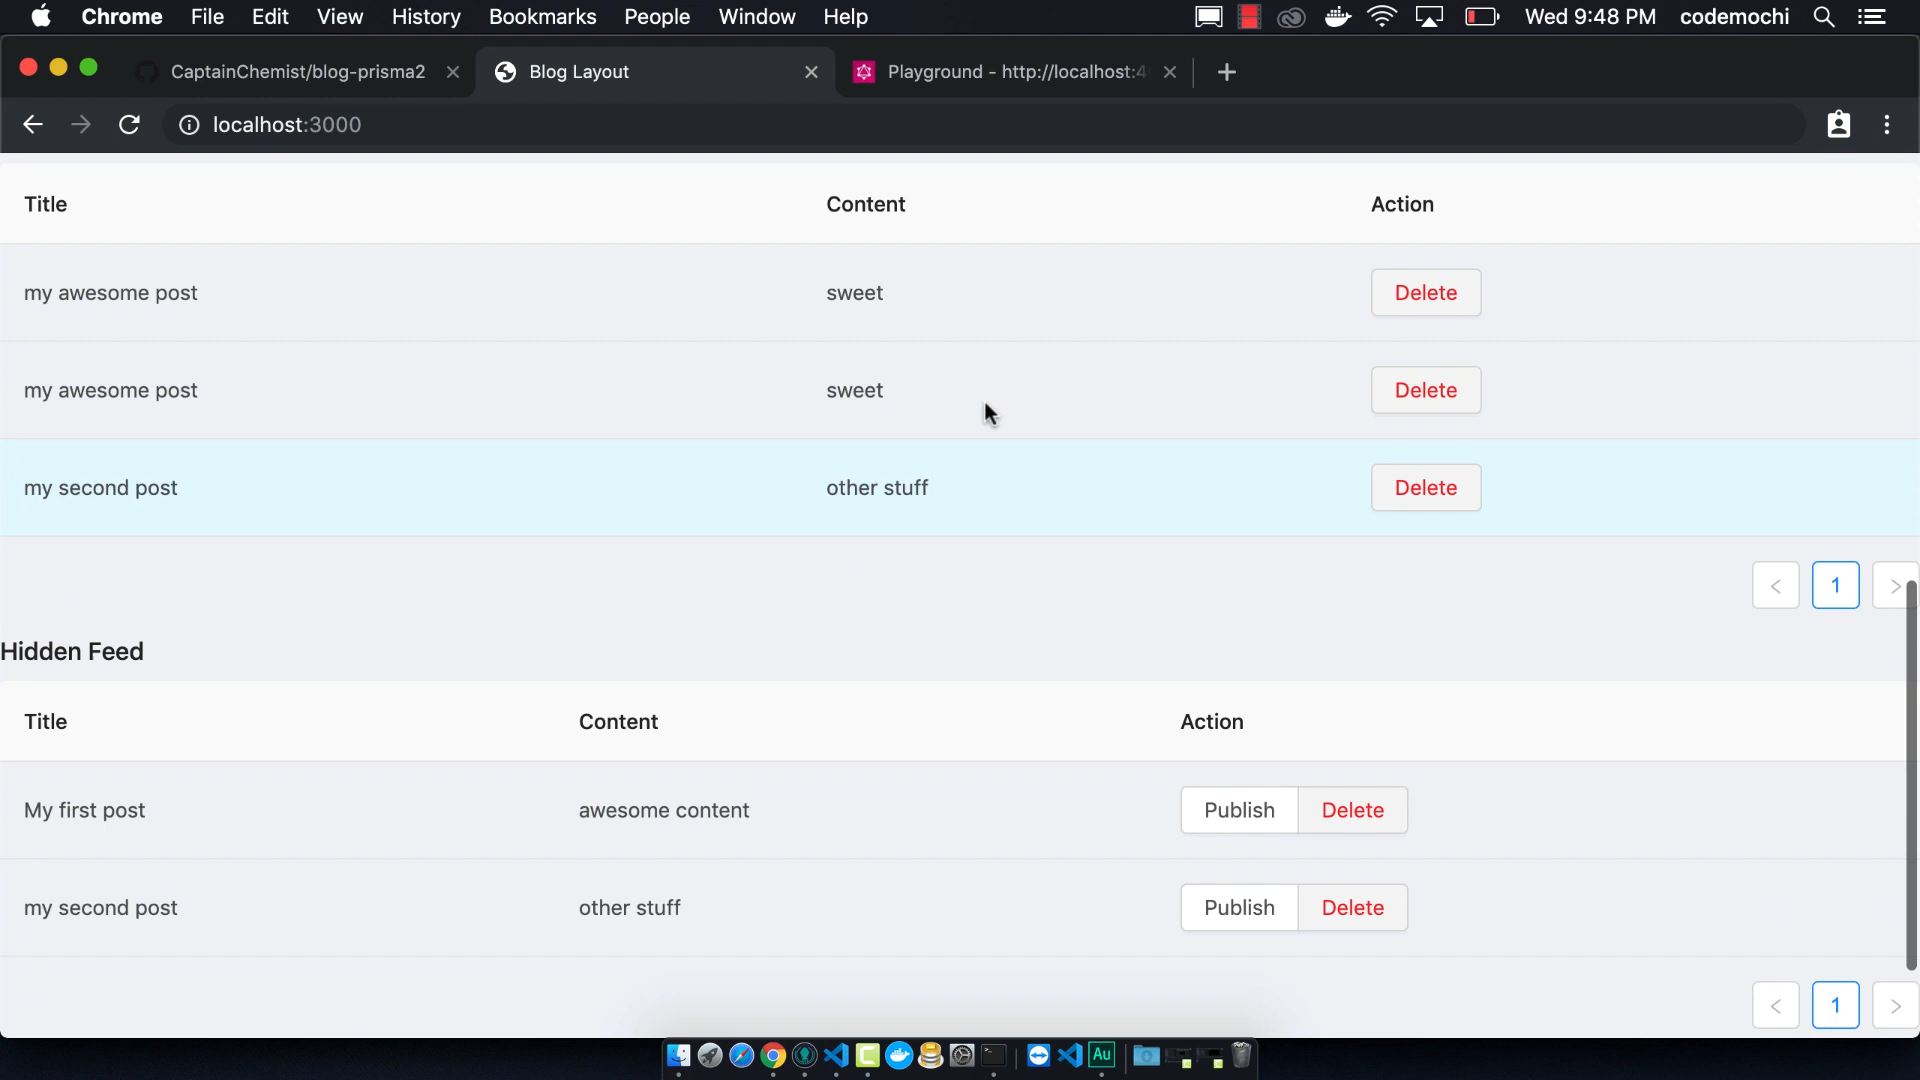 Chrome File Edit View History Bookmarks People Window Help Wed 9:48 PM codemochi
CaptainChemist/blog-prisma2 Blog Layout Playground - http://localhost:4
localhost:3000
Title Content Action
my awesome post sweet Delete
my awesome post sweet Delete
my second post other stuff Delete
< 1 >
Hidden Feed
Title Content Action
My first post awesome content Publish Delete
my second post other stuff Publish Delete
< 1 >
Au